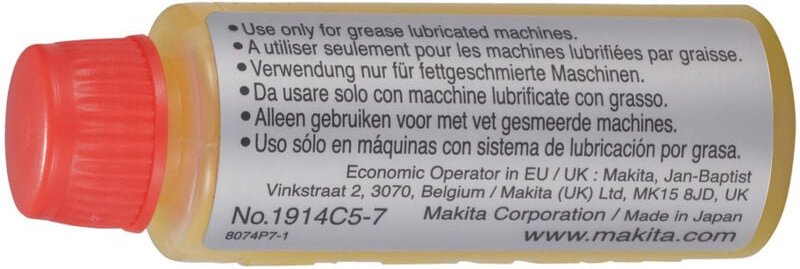 •Use only for grease lubricated machines.
•A utiliser seulement pour les machines lubrifiées par graisse.
•Verwendung nur für fettgeschmierte Maschinen.
•Da usare solo con macchine lubrificate con grasso.
•Alleen gebruiken voor met vet gesmeerde machines.
•Uso sólo en máquinas con sistema de lubricación por grasa.
Economic Operator in EU / UK : Makita, Jan-Baptist
Vinkstraat 2, 3070, Belgium / Makita (UK) Ltd, MK15 8JD, UK
No.1914C5-7 Makita Corporation / Made in Japan
8074P7-1 www.makita.com